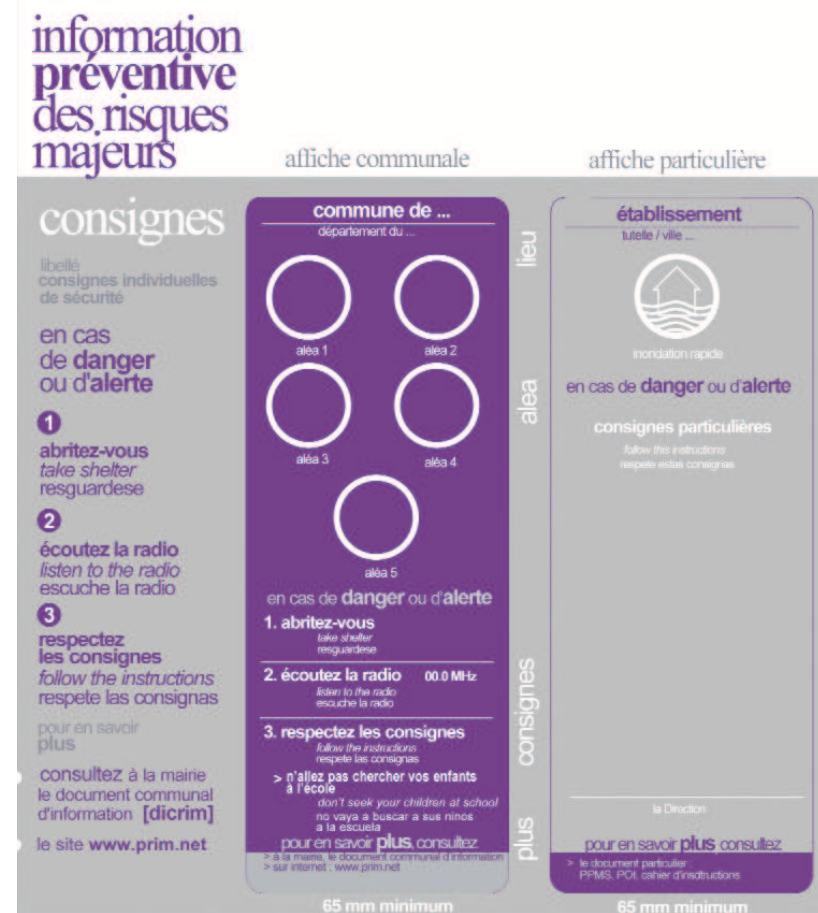 information
préventive
des risques
majeurs
affiche communale
affiche particulière
consignes
libellé
consignes individuelles
de sécurité
en cas
de danger
ou d'alerte
1
abritez-vous
take shelter
resguardese
2
écoutez la radio
listen to the radio
escuche la radio
3
respectez
les consignes
follow the instructions
respete las consignas
pour en savoir
plus
consultez à la mairie
le document communal
d'information [dicrim]
le site www.prim.net
commune de ...
département du ...
aléa 1
aléa 2
aléa 3
aléa 4
aléa 5
en cas de danger ou d'alerte
1. abritez-vous
take shelter
resguardese
2. écoutez la radio 00.0 MHz
listen to the radio
escuche la radio
3. respectez les consignes
follow the instructions
respete las consignas
> n'allez pas chercher vos enfants
à l'école
don't seek your children at school
no vaya a buscar a sus ninos
a la escuela
pour en savoir plus, consultez
> à la mairie, le document communal d'information
> sur internet : www.prim.net
65 mm minimum
lieu
alea
consignes
plus
établissement
tutelle / ville ...
inondation rapide
en cas de danger ou d'alerte
consignes particulières
follow this instructions
respete estas consignas
la Direction
pour en savoir plus consultez
> le document particulier :
PPMS, POI, cahier d'insdtructions
65 mm minimum